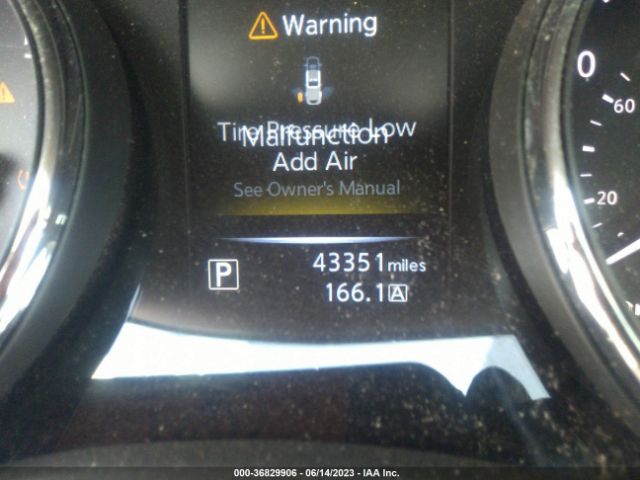 Warning
Tire Pressure Low
Malfunction
Add Air
See Owner's Manual
P 43351 miles
166.1 A
0
60
20
000-36829906 - 06/14/2023 - IAA Inc.